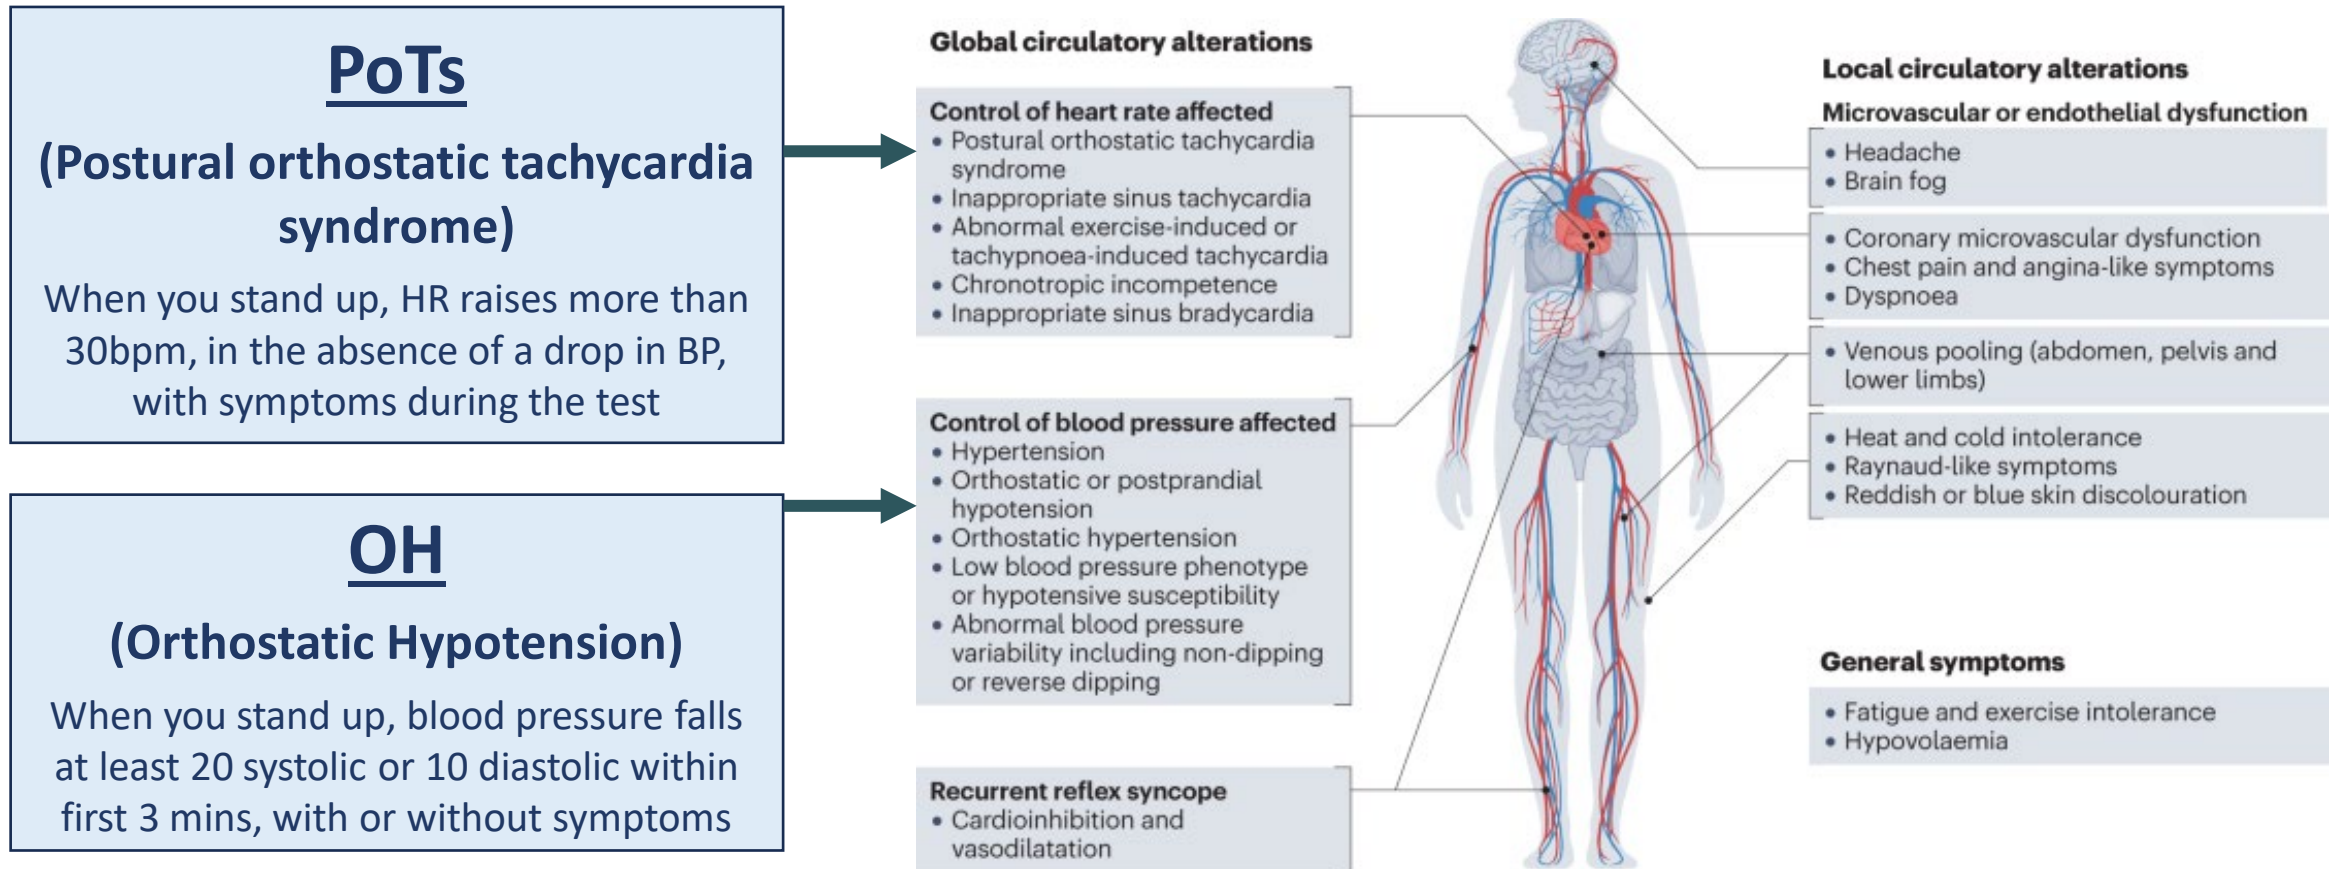 PoTs
(Postural orthostatic tachycardia
syndrome)
When you stand up, HR raises more than
30bpm, in the absence of a drop in BP,
with symptoms during the test
OH
(Orthostatic Hypotension)
When you stand up, blood pressure falls
at least 20 systolic or 10 diastolic within
first 3 mins, with or without symptoms
Global circulatory alterations
Control of heart rate affected
• Postural orthostatic tachycardia
syndrome
• Inappropriate sinus tachycardia
• Abnormal exercise-induced or
tachypnoea-induced tachycardia
• Chronotropic incompetence
• Inappropriate sinus bradycardia
Control of blood pressure affected
• Hypertension
• Orthostatic or postprandial
hypotension
• Orthostatic hypertension
• Low blood pressure phenotype
or hypotensive susceptibility
• Abnormal blood pressure
variability including non-dipping
or reverse dipping
Recurrent reflex syncope
• Cardioinhibition and
vasodilatation
Local circulatory alterations
Microvascular or endothelial dysfunction
• Headache
• Brain fog
• Coronary microvascular dysfunction
• Chest pain and angina-like symptoms
• Dyspnoea
• Venous pooling (abdomen, pelvis and
lower limbs)
• Heat and cold intolerance
• Raynaud-like symptoms
• Reddish or blue skin discolouration
General symptoms
• Fatigue and exercise intolerance
• Hypovolaemia